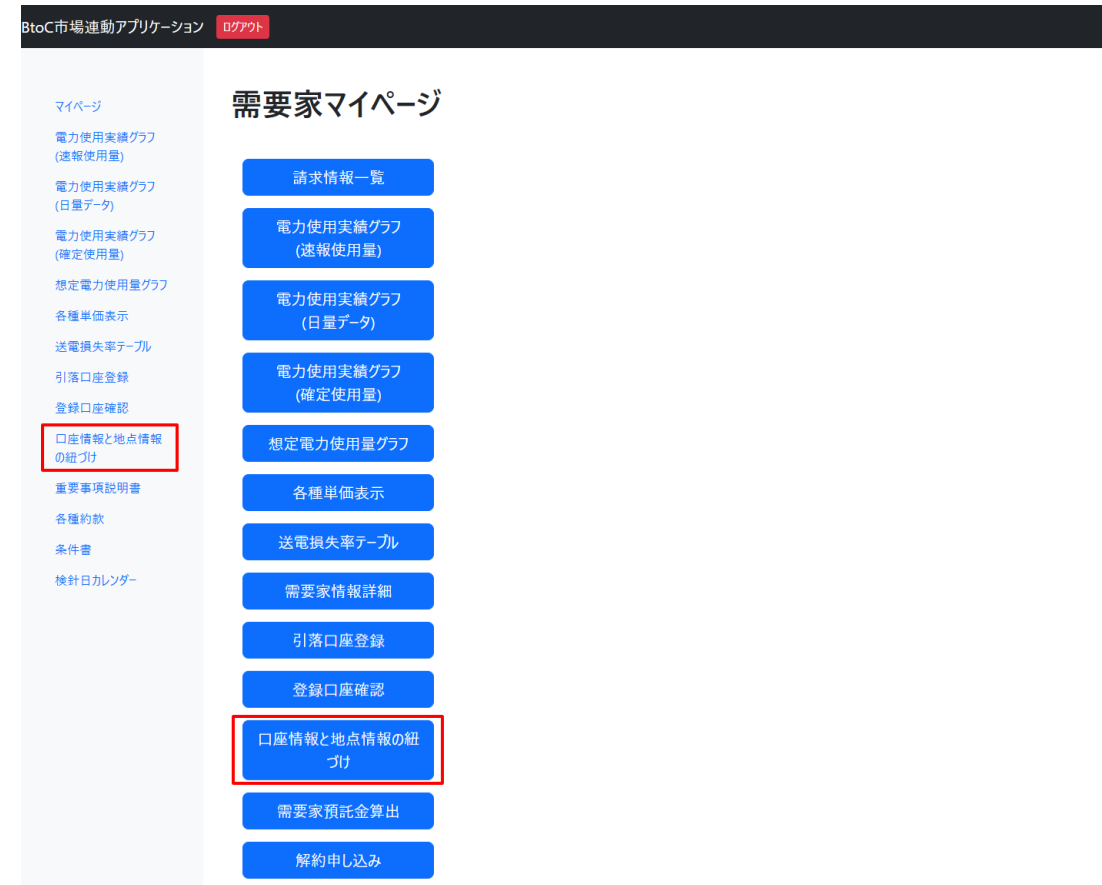 BtoC市場連動アプリケーション ログアウト
マイページ
電力使用実績グラフ
(速報使用量)
電力使用実績グラフ
(日量データ)
電力使用実績グラフ
(確定使用量)
想定電力使用量グラフ
各種単価表示
送電損失率テーブル
引落口座登録
登録口座確認
口座情報と地点情報
の紐づけ
重要事項説明書
各種約款
条件書
検針日カレンダー
需要家マイページ
請求情報一覧
電力使用実績グラフ
(速報使用量)
電力使用実績グラフ
(日量データ)
電力使用実績グラフ
(確定使用量)
想定電力使用量グラフ
各種単価表示
送電損失率テーブル
需要家情報詳細
引落口座登録
登録口座確認
口座情報と地点情報の紐
づけ
需要家預託金算出
解約申し込み